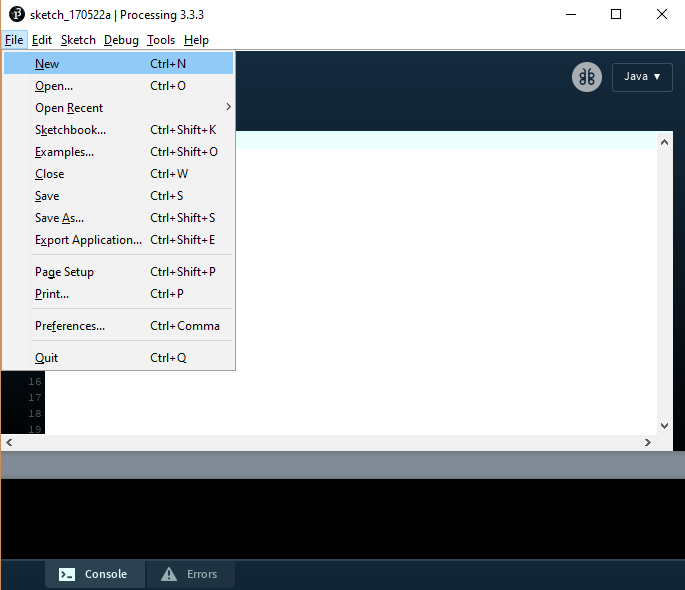 sketch_170522a | Processing 3.3.3
File Edit Sketch Debug Tools Help
New Ctrl+N
Java ▼
Open... Ctrl+O
Open Recent
Sketchbook... Ctrl+Shift+K
Examples... Ctrl+Shift+O
Close Ctrl+W
Save Ctrl+S
Save As... Ctrl+Shift+S
Export Application... Ctrl+Shift+E
Page Setup Ctrl+Shift+P
Print... Ctrl+P
Preferences... Ctrl+Comma
Quit Ctrl+Q
16
17
18
19
Console Errors